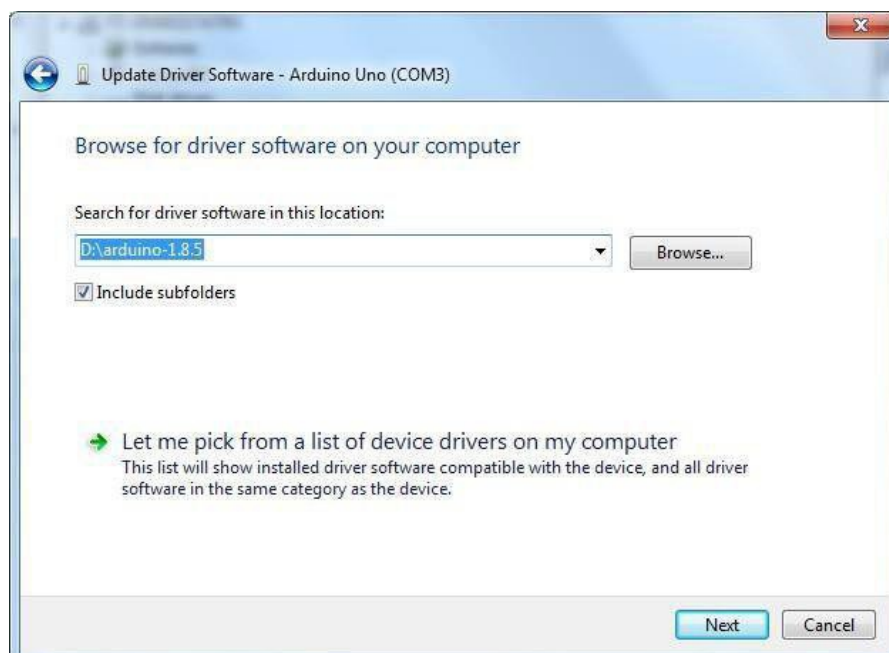 Update Driver Software - Arduino Uno (COM3)
Browse for driver software on your computer
Search for driver software in this location:
D:\arduino-1.8.5
Browse...
Include subfolders
Let me pick from a list of device drivers on my computer
This list will show installed driver software compatible with the device, and all driver
software in the same category as the device.
Next
Cancel